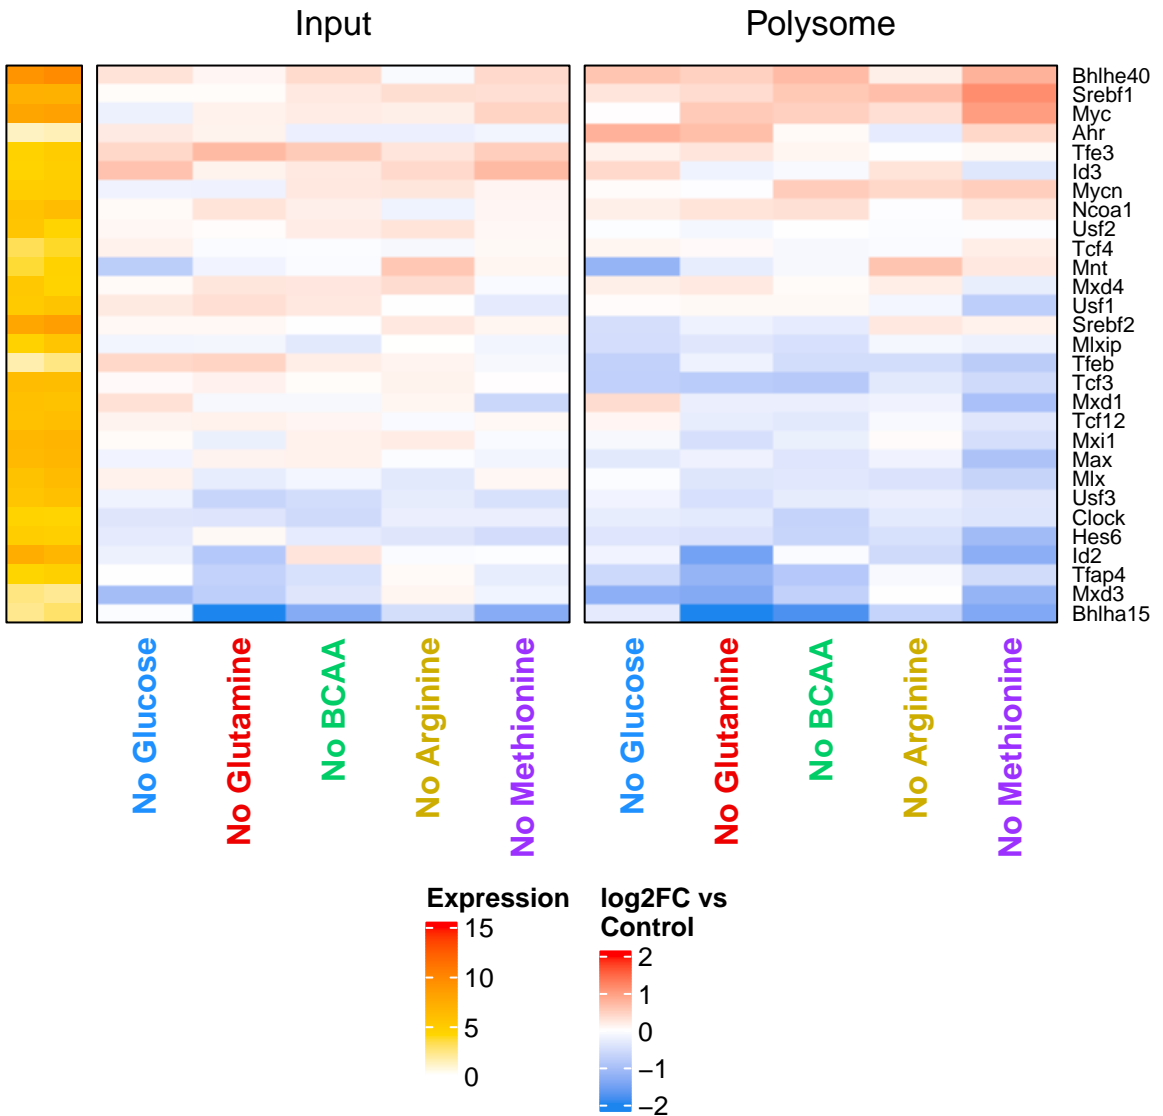 Input
Polysome
Bhlhe40
Srebf1
Myc
Ahr
Tfe3
Id3
Mycn
Ncoa1
Usf2
Tcf4
Mnt
Mxd4
Usf1
Srebf2
Mlxip
Tfeb
Tcf3
Mxd1
Tcf12
Mxi1
Max
Mlx
Usf3
Clock
Hes6
Id2
Tfap4
Mxd3
Bhlha15
No Glucose
No Glutamine
No BCAA
No Arginine
No Methionine
No Glucose
No Glutamine
No BCAA
No Arginine
No Methionine
Expression
15
10
5
0
log2FC vs
Control
2
1
0
−1
−2